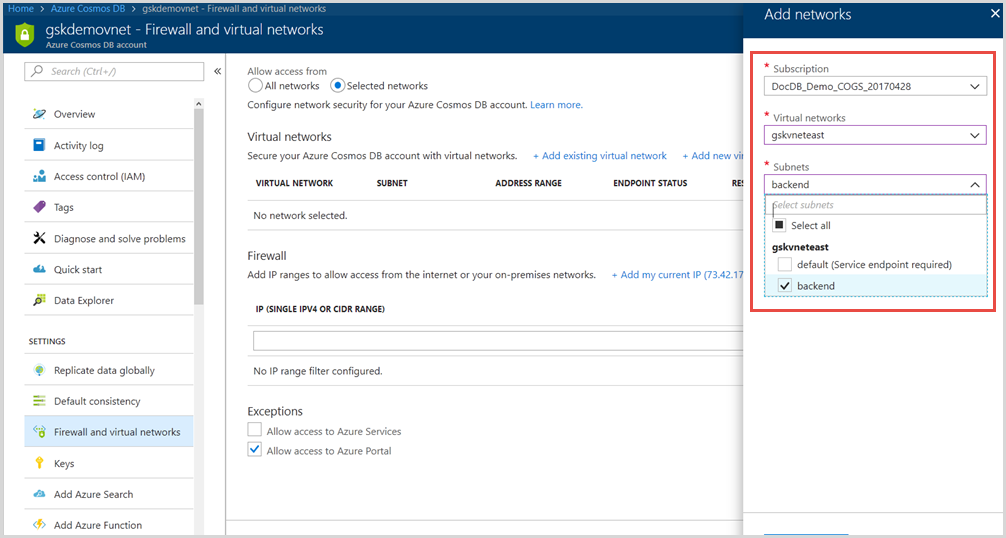 Home > Azure Cosmos DB > gskdemovnet - Firewall and virtual networks
gskdemovnet - Firewall and virtual networks
Azure Cosmos DB account
Search (Ctrl+/)
Overview
Activity log
Access control (IAM)
Tags
Diagnose and solve problems
Quick start
Data Explorer
SETTINGS
Replicate data globally
Default consistency
Firewall and virtual networks
Keys
Add Azure Search
Add Azure Function
Allow access from
All networks Selected networks
Configure network security for your Azure Cosmos DB account. Learn more.
Virtual networks
Secure your Azure Cosmos DB account with virtual networks. + Add existing virtual network + Add new vir
VIRTUAL NETWORK SUBNET ADDRESS RANGE ENDPOINT STATUS RES
No network selected.
Firewall
Add IP ranges to allow access from the internet or your on-premises networks. + Add my current IP (73.42.17
IP (SINGLE IPV4 OR CIDR RANGE)
No IP range filter configured.
Exceptions
Allow access to Azure Services
Allow access to Azure Portal
Add networks
* Subscription
DocDB_Demo_COGS_20170428
* Virtual networks
gskvneteast
* Subnets
backend
Select subnets
Select all
gskvneteast
default (Service endpoint required)
backend